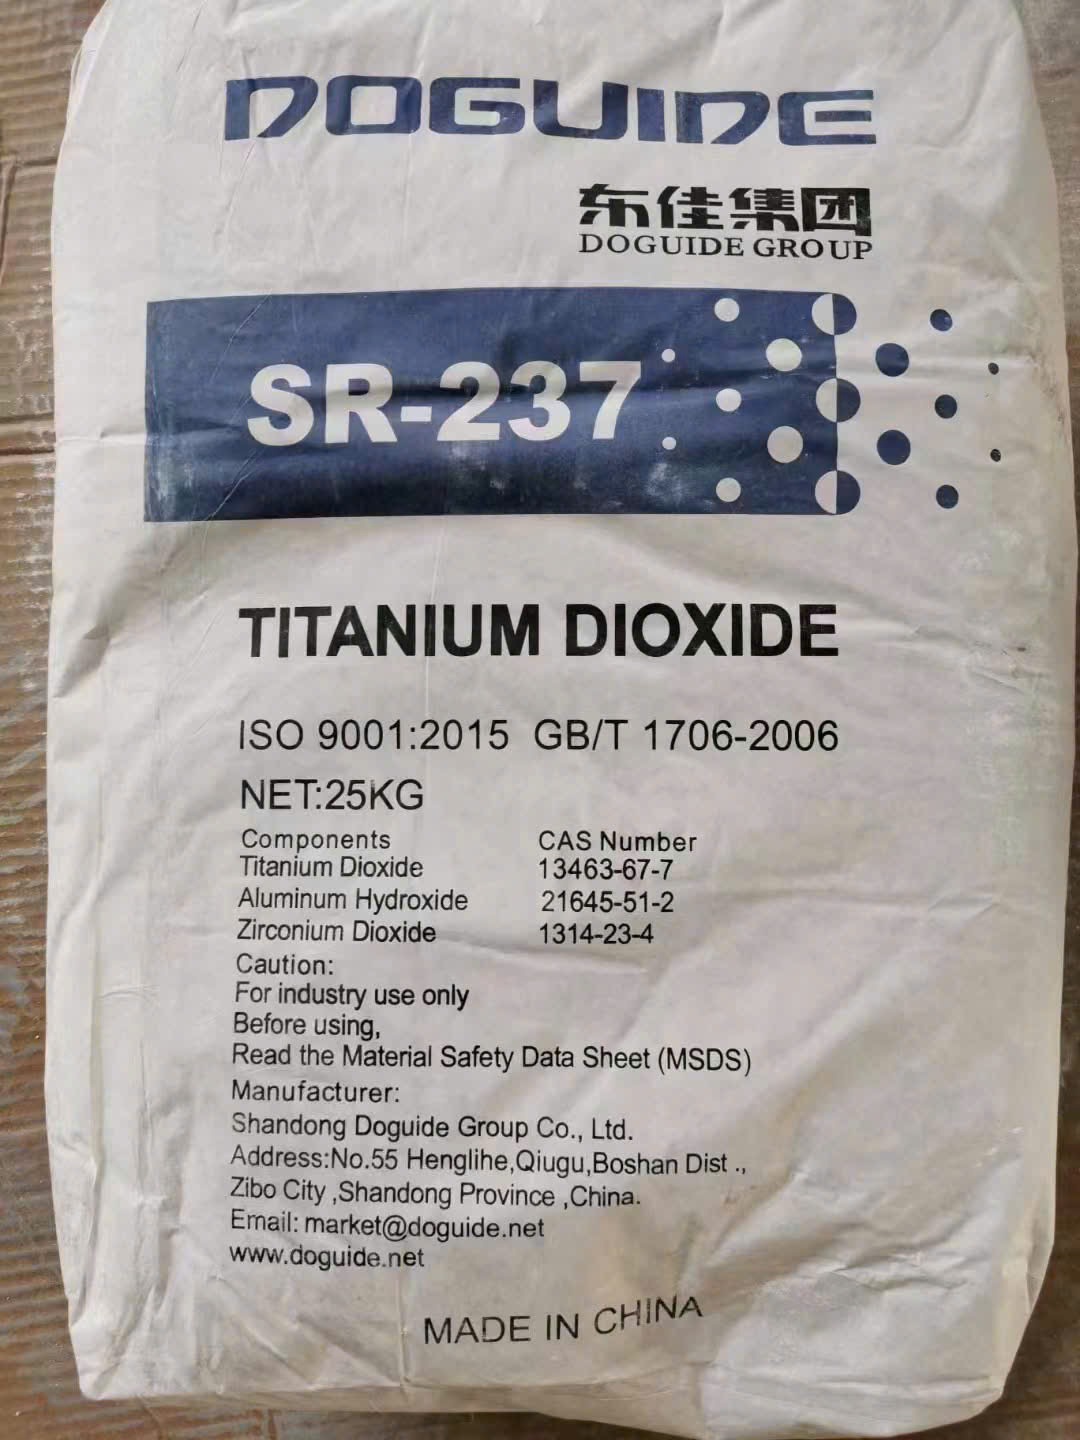 DOGUIDE
东佳集团
DOGUIDE GROUP
SR-237
TITANIUM DIOXIDE
ISO 9001:2015 GB/T 1706-2006
NET:25KG
Components CAS Number
Titanium Dioxide 13463-67-7
Aluminum Hydroxide 21645-51-2
Zirconium Dioxide 1314-23-4
Caution:
For industry use only
Before using,
Read the Material Safety Data Sheet (MSDS)
Manufacturer:
Shandong Doguide Group Co., Ltd.
Address:No.55 Henglihe,Qiugu,Boshan Dist .,
Zibo City ,Shandong Province ,China.
Email: market@doguide.net
www.doguide.net
MADE IN CHINA